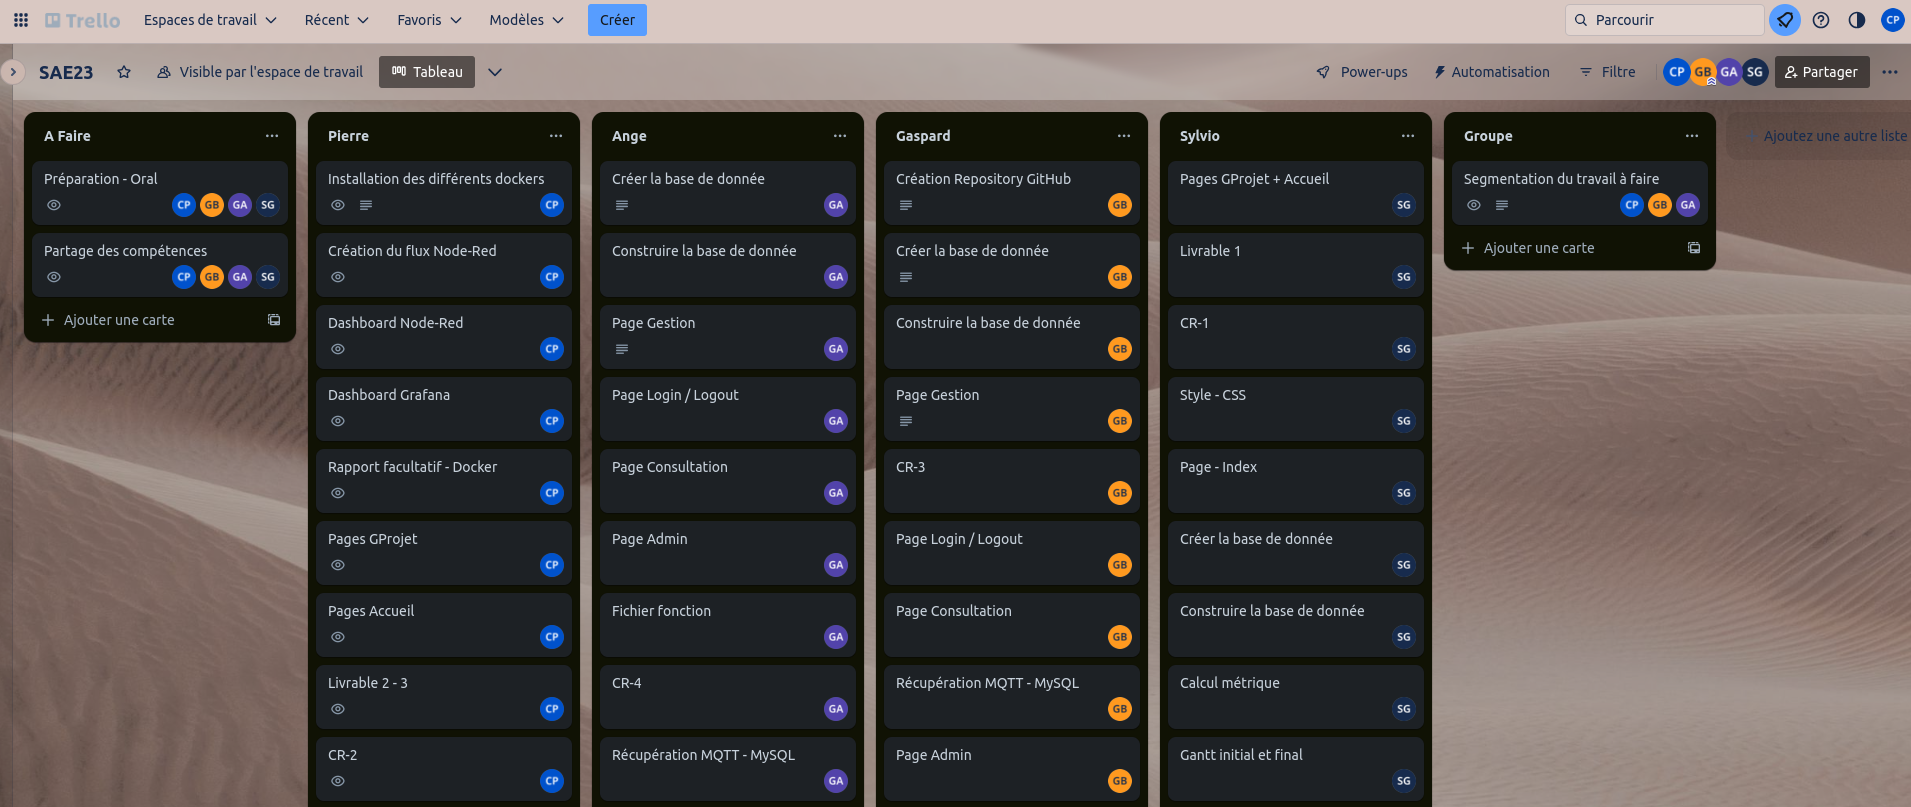 Trello Espaces de travail Récent Favoris Modèles Créer Parcourir CP
SAE23 Visible par l'espace de travail Tableau Power-ups Automatisation Filtre CP GB GA SG Partager
A Faire
Préparation - Oral
CP GB GA SG
Partage des compétences
CP GB GA SG
Ajouter une carte
Pierre
Installation des différents dockers
CP
Création du flux Node-Red
CP
Dashboard Node-Red
CP
Dashboard Grafana
CP
Rapport facultatif - Docker
CP
Pages GProjet
CP
Pages Accueil
CP
Livrable 2 - 3
CP
CR-2
CP
Ange
Créer la base de donnée
GA
Construire la base de donnée
GA
Page Gestion
GA
Page Login / Logout
GA
Page Consultation
GA
Page Admin
GA
Fichier fonction
GA
CR-4
GA
Récupération MQTT - MySQL
GA
Gaspard
Création Repository GitHub
GB
Créer la base de donnée
GB
Construire la base de donnée
GB
Page Gestion
GB
CR-3
GB
Page Login / Logout
GB
Page Consultation
GB
Récupération MQTT - MySQL
GB
Page Admin
GB
Sylvio
Pages GProjet + Accueil
SG
Livrable 1
SG
CR-1
SG
Style - CSS
SG
Page - Index
SG
Créer la base de donnée
SG
Construire la base de donnée
SG
Calcul métrique
SG
Gantt initial et final
SG
Groupe
Segmentation du travail à faire
CP GB GA
Ajouter une carte
Ajoutez une autre liste